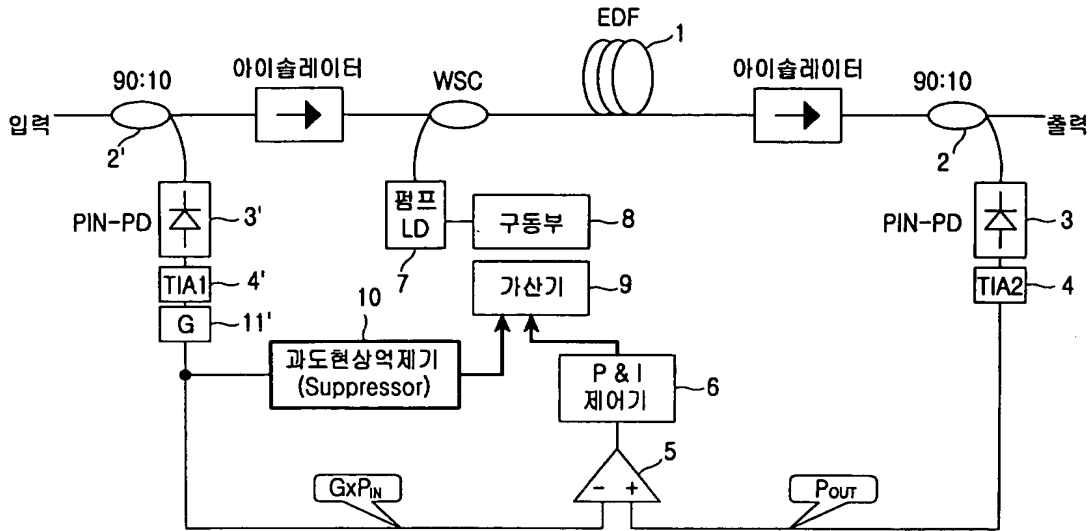 EDF
1
90:10
아이솔레이터
WSC
아이솔레이터
90:10
입력
출력
2'
2
PIN-PD
3'
펌프
LD
구동부
8
PIN-PD
3
7
TIA1
4'
가산기
9
TIA2
4
G
11'
10
과도현상억제기
(Suppressor)
P & I
제어기
6
5
GxPIN
- +
POUT